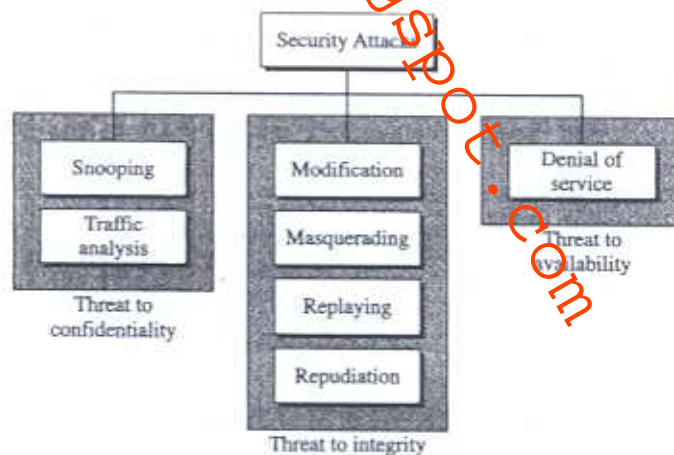 Security Attacks
Snooping
Traffic
analysis
Threat to
confidentiality
Modification
Masquerading
Replaying
Repudiation
Threat to integrity
Denial of
service
Threat to
availability
gspot.com